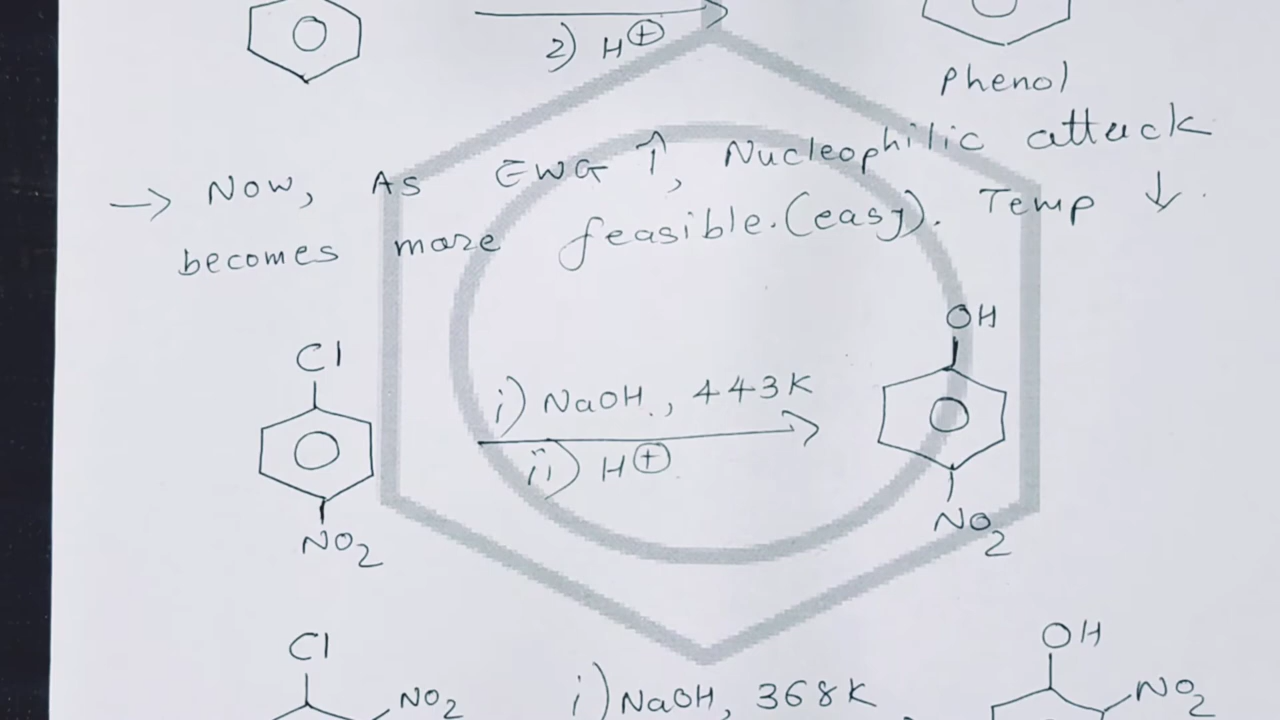 2) H⊕
Phenol
→ Now, As EWG ↑, Nucleophilic attack
becomes more feasible.(easy). Temp ↓.
Cl
NO2
i) NaOH., 443K
ii) H⊕
OH
NO2
Cl
NO2
i) NaOH, 368K
OH
NO2